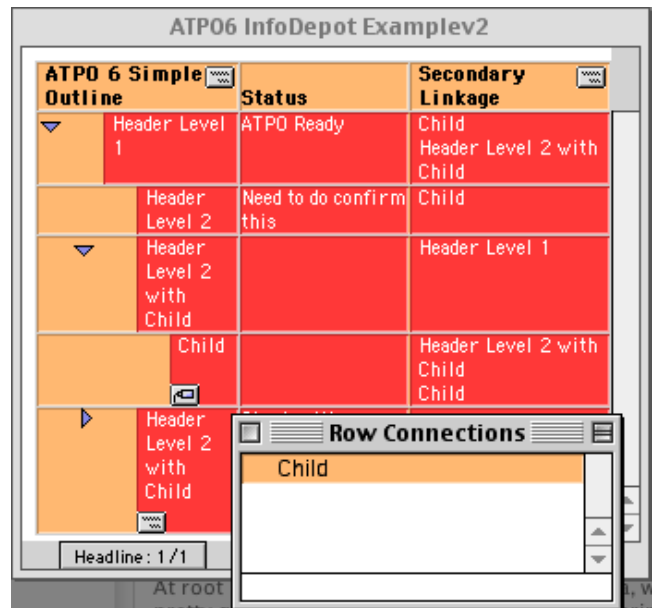 ATPO6 InfoDepot Examplev2
ATPO 6 Simple
Outline
Status
Secondary
Linkage
Header Level
1
ATPO Ready
Child
Header Level 2 with
Child
Header
Level 2
Need to do confirm
this
Child
Header
Level 2
with
Child
Header Level 1
Child
Header Level 2 with
Child
Child
Header
Level 2
with
Child
Row Connections
Child
Headline: 1/1
At root